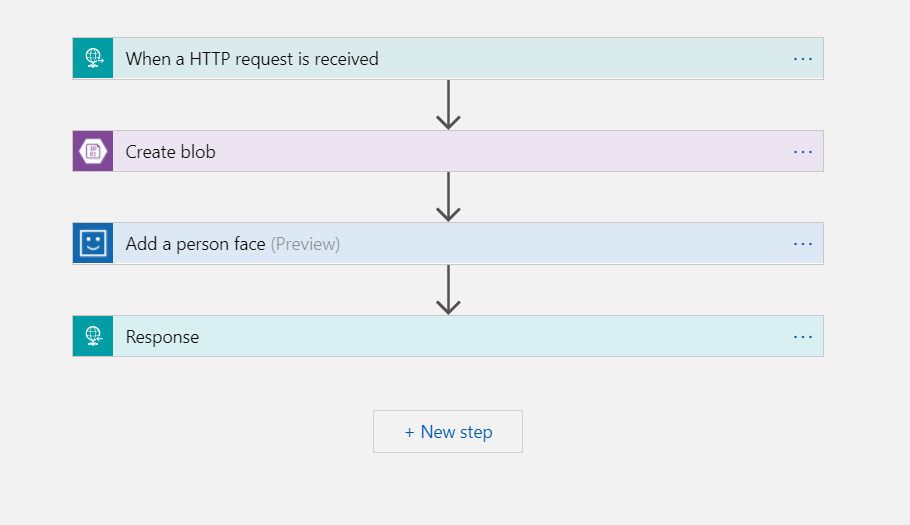 When a HTTP request is received
Create blob
Add a person face (Preview)
Response
+ New step